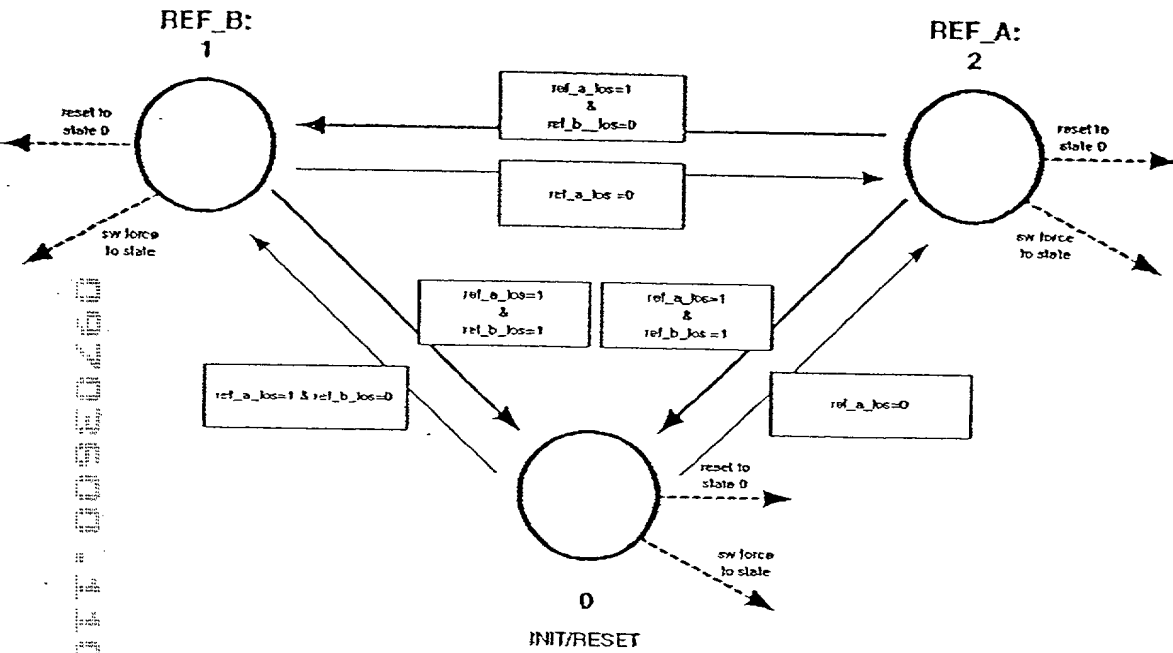 REF_B:
1
REF_A:
2
ref_a_los=1
&
ref_b__los=0
ref_a_los =0
reset to
state 0
sw force
to state
reset to
state 0
sw force
to state
ref_a_los=1
&
ref_b_los=1
ref_a_los=1
&
ref_b_los =1
ref_a_los=1 & ref_b_los=0
ref_a_los=0
reset to
state 0
sw force
to state
0
INIT/RESET